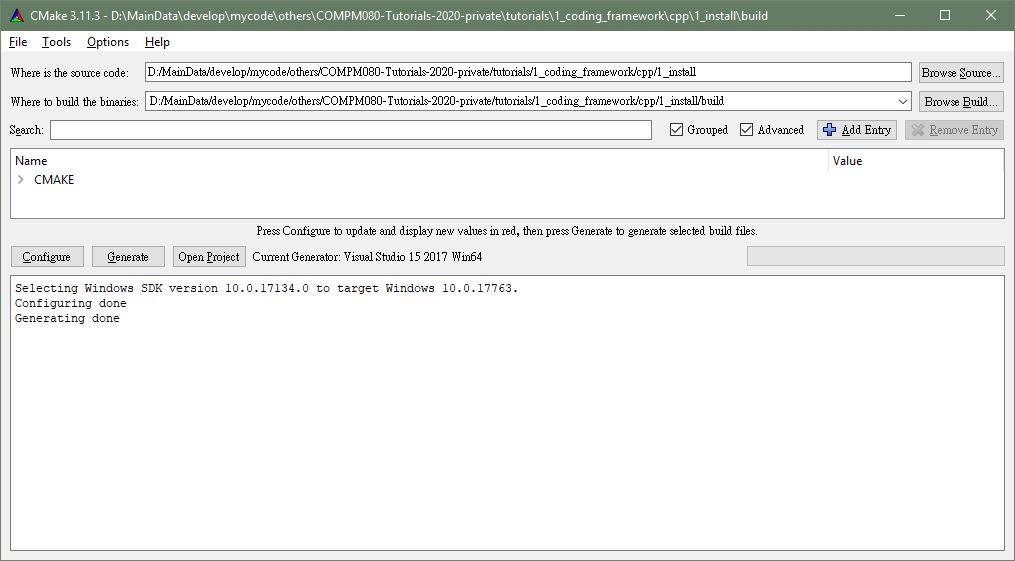 CMake 3.11.3 - D:\MainData\develop\mycode\others\COMPM080-Tutorials-2020-private\tutorials\1_coding_framework\cpp\1_install\build
File Tools Options Help
Where is the source code: D:/MainData/develop/mycode/others/COMPM080-Tutorials-2020-private/tutorials/1_coding_framework/cpp/1_install Browse Source...
Where to build the binaries: D:/MainData/develop/mycode/others/COMPM080-Tutorials-2020-private/tutorials/1_coding_framework/cpp/1_install/build Browse Build...
Search: Grouped Advanced Add Entry Remove Entry
Name Value
CMAKE
Press Configure to update and display new values in red, then press Generate to generate selected build files.
Configure Generate Open Project Current Generator: Visual Studio 15 2017 Win64
Selecting Windows SDK version 10.0.17134.0 to target Windows 10.0.17763.
Configuring done
Generating done